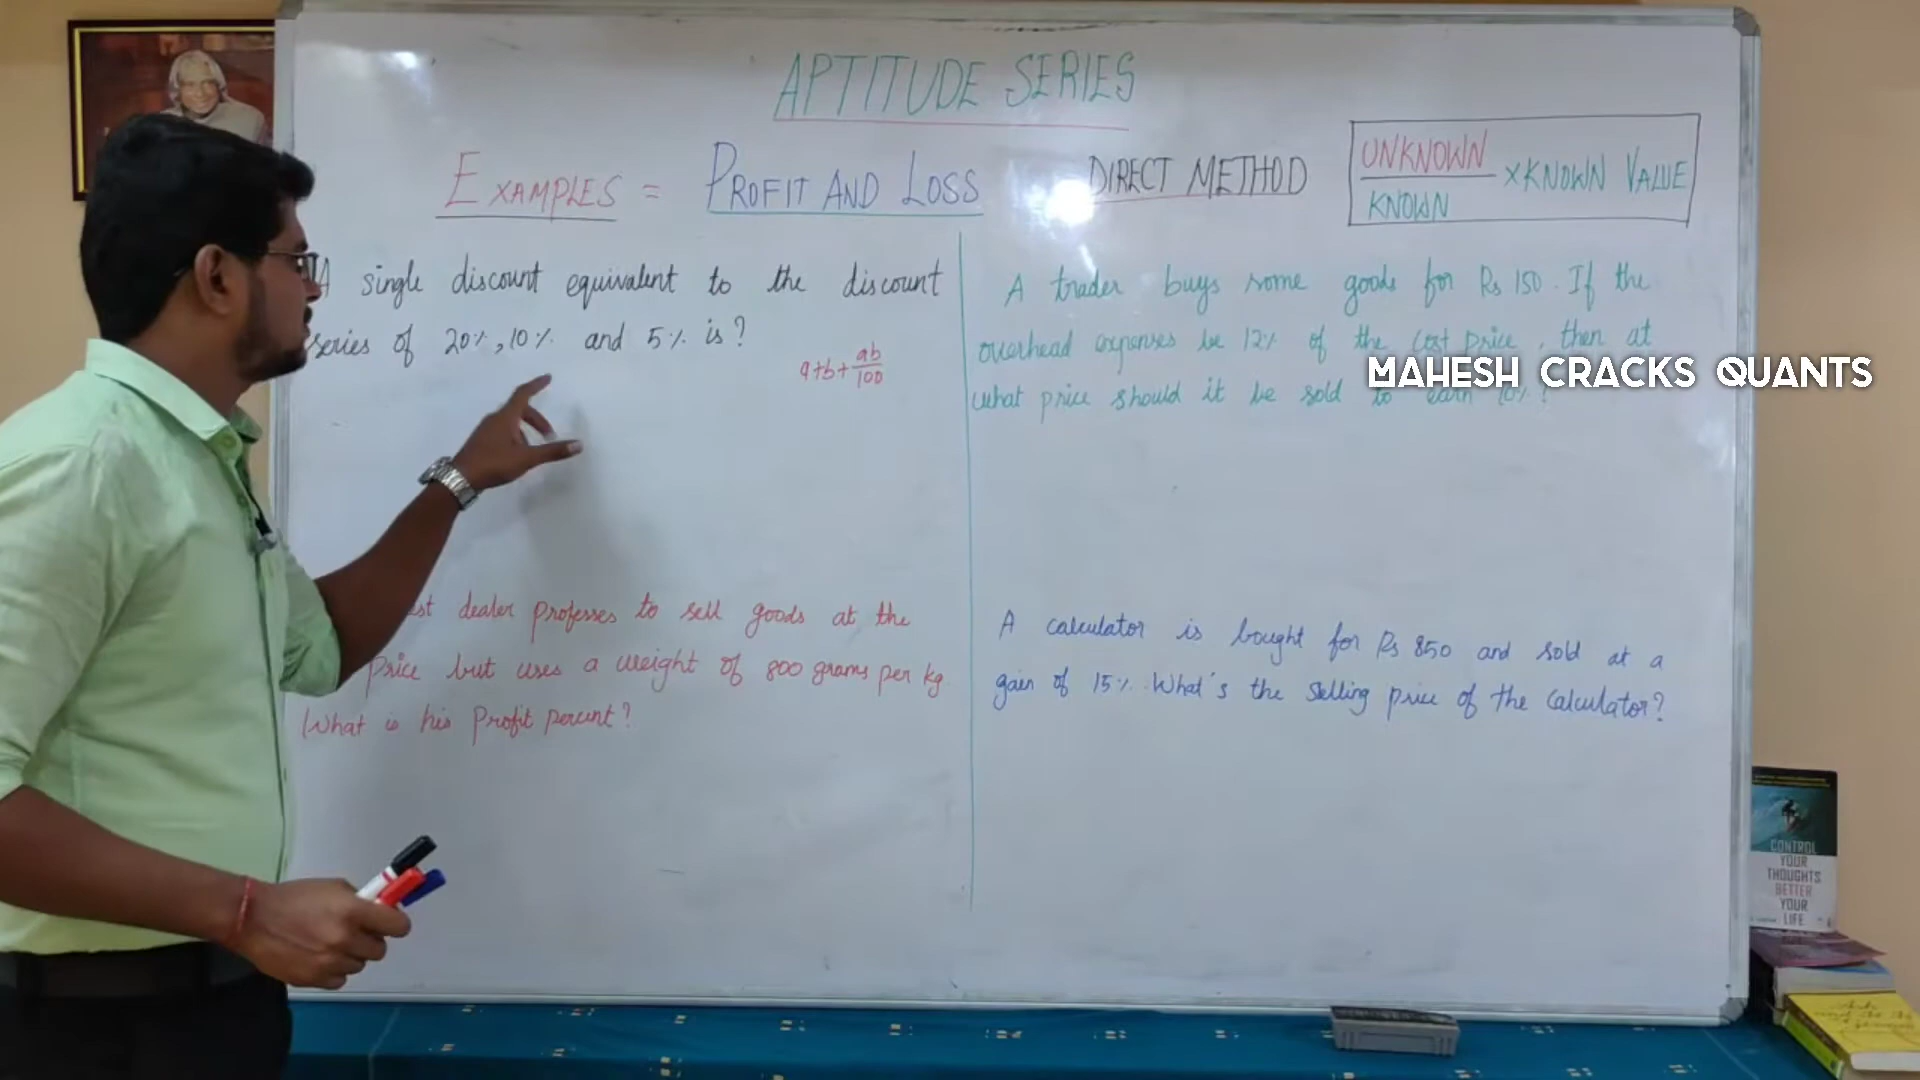 APTITUDE SERIES
EXAMPLES = PROFIT AND LOSS
DIRECT METHOD
UNKNOWN
KNOWN
× KNOWN VALUE
A single discount equivalent to the discount
series of 20%, 10% and 5% is?
a+b+ab/100
A trader buys some goods for Rs 150. If the
overhead expenses be 12% of the cost price, then at
what price should it be sold to earn 10%?
MAHESH CRACKS QUANTS
dealer professes to sell goods at the
price but uses a weight of 800 grams per kg.
What is his Profit percent?
A calculator is bought for Rs 850 and sold at a
gain of 15%. What's the selling price of the calculator?
CONTROL
YOUR
THOUGHTS
BETTER
YOUR
LIFE